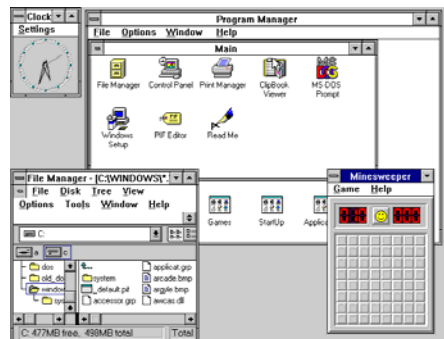 Clock
Settings
Program Manager
File Options Window Help
Main
File Manager
Control Panel
Print Manager
ClipBook Viewer
MS-DOS Prompt
Windows Setup
PIF Editor
Read Me
Games
StartUp
File Manager - [C:\WINDOWS\*.
File Disk Tree View
Options Tools Window Help
C:
a c
dos
old_do
window
sys
system
_default.pif
accessor.grp
applicat.grp
arcade.bmp
argyle.bmp
awcas.dll
C: 477MB free, 498MB total
Total
Minesweeper
Game Help